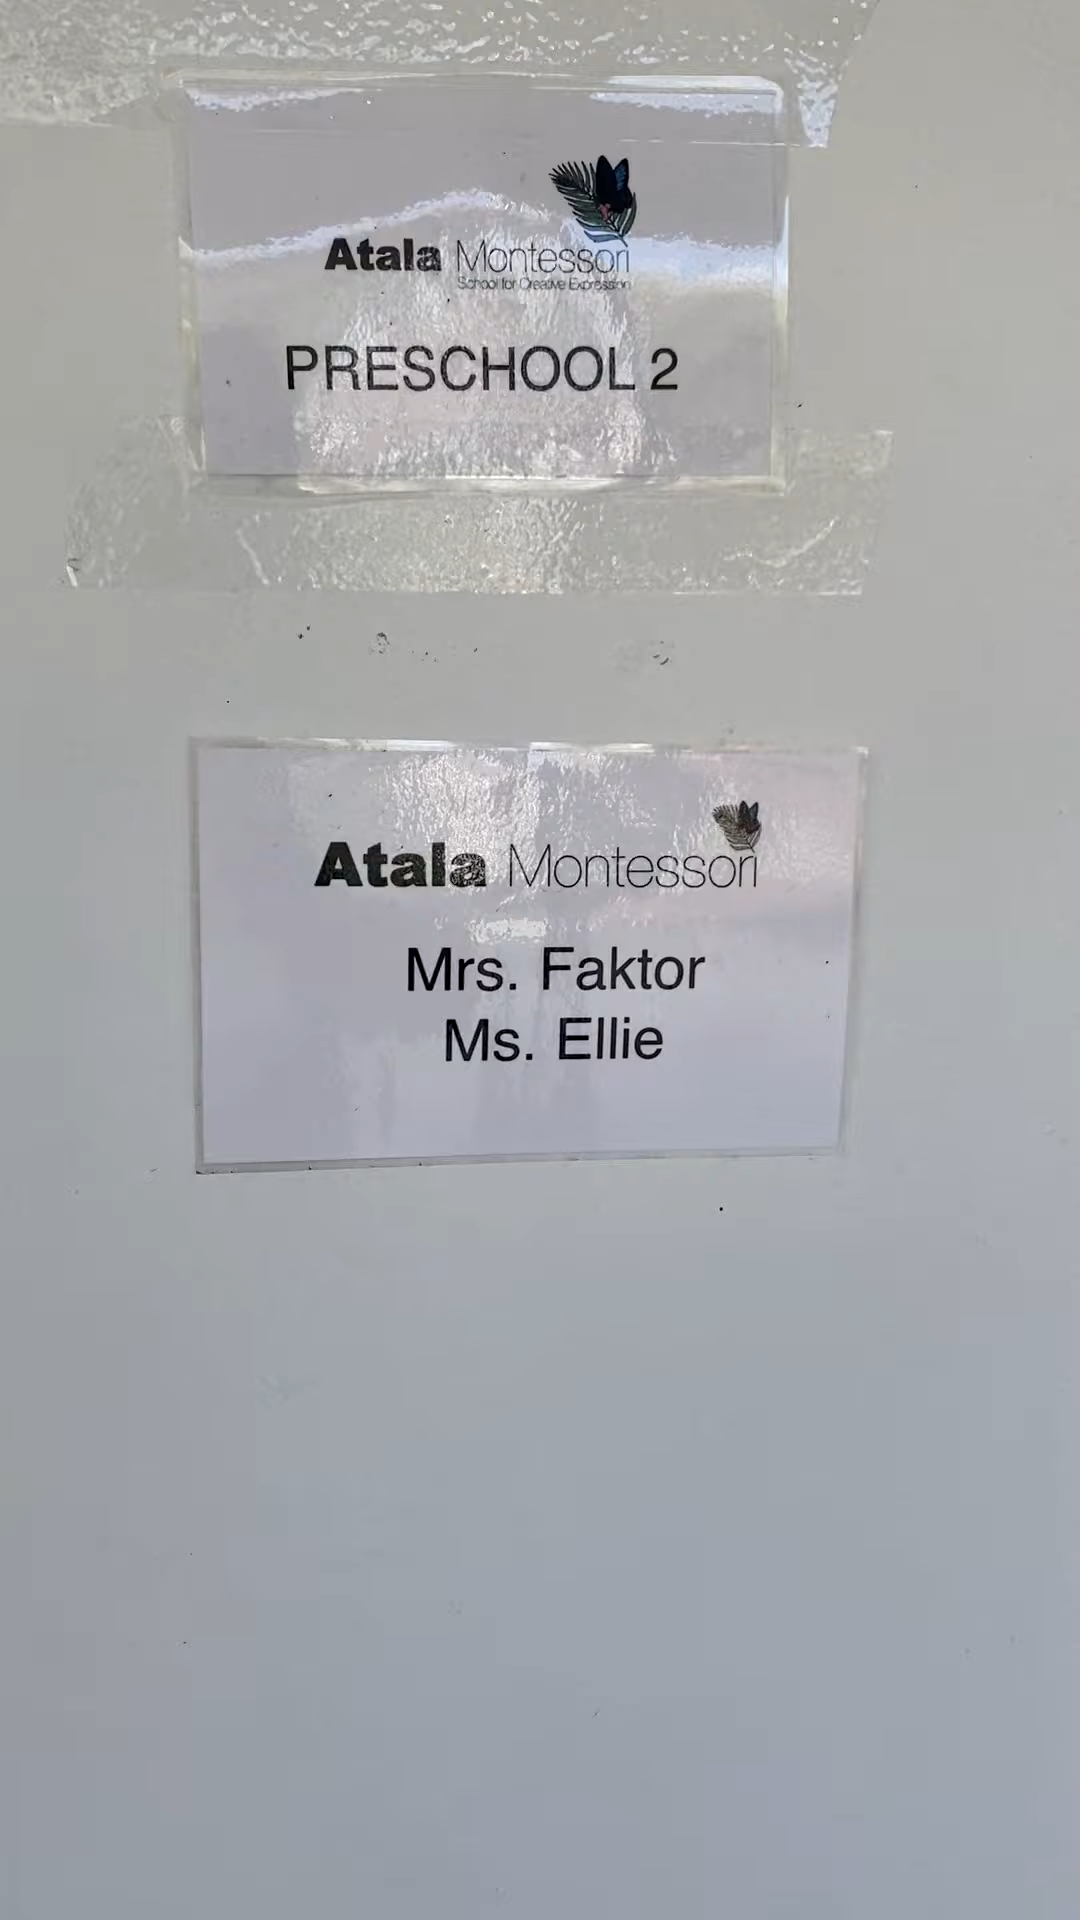 Atala Montessori
School for Creative Expression
PRESCHOOL 2
Atala Montessori
Mrs. Faktor
Ms. Ellie